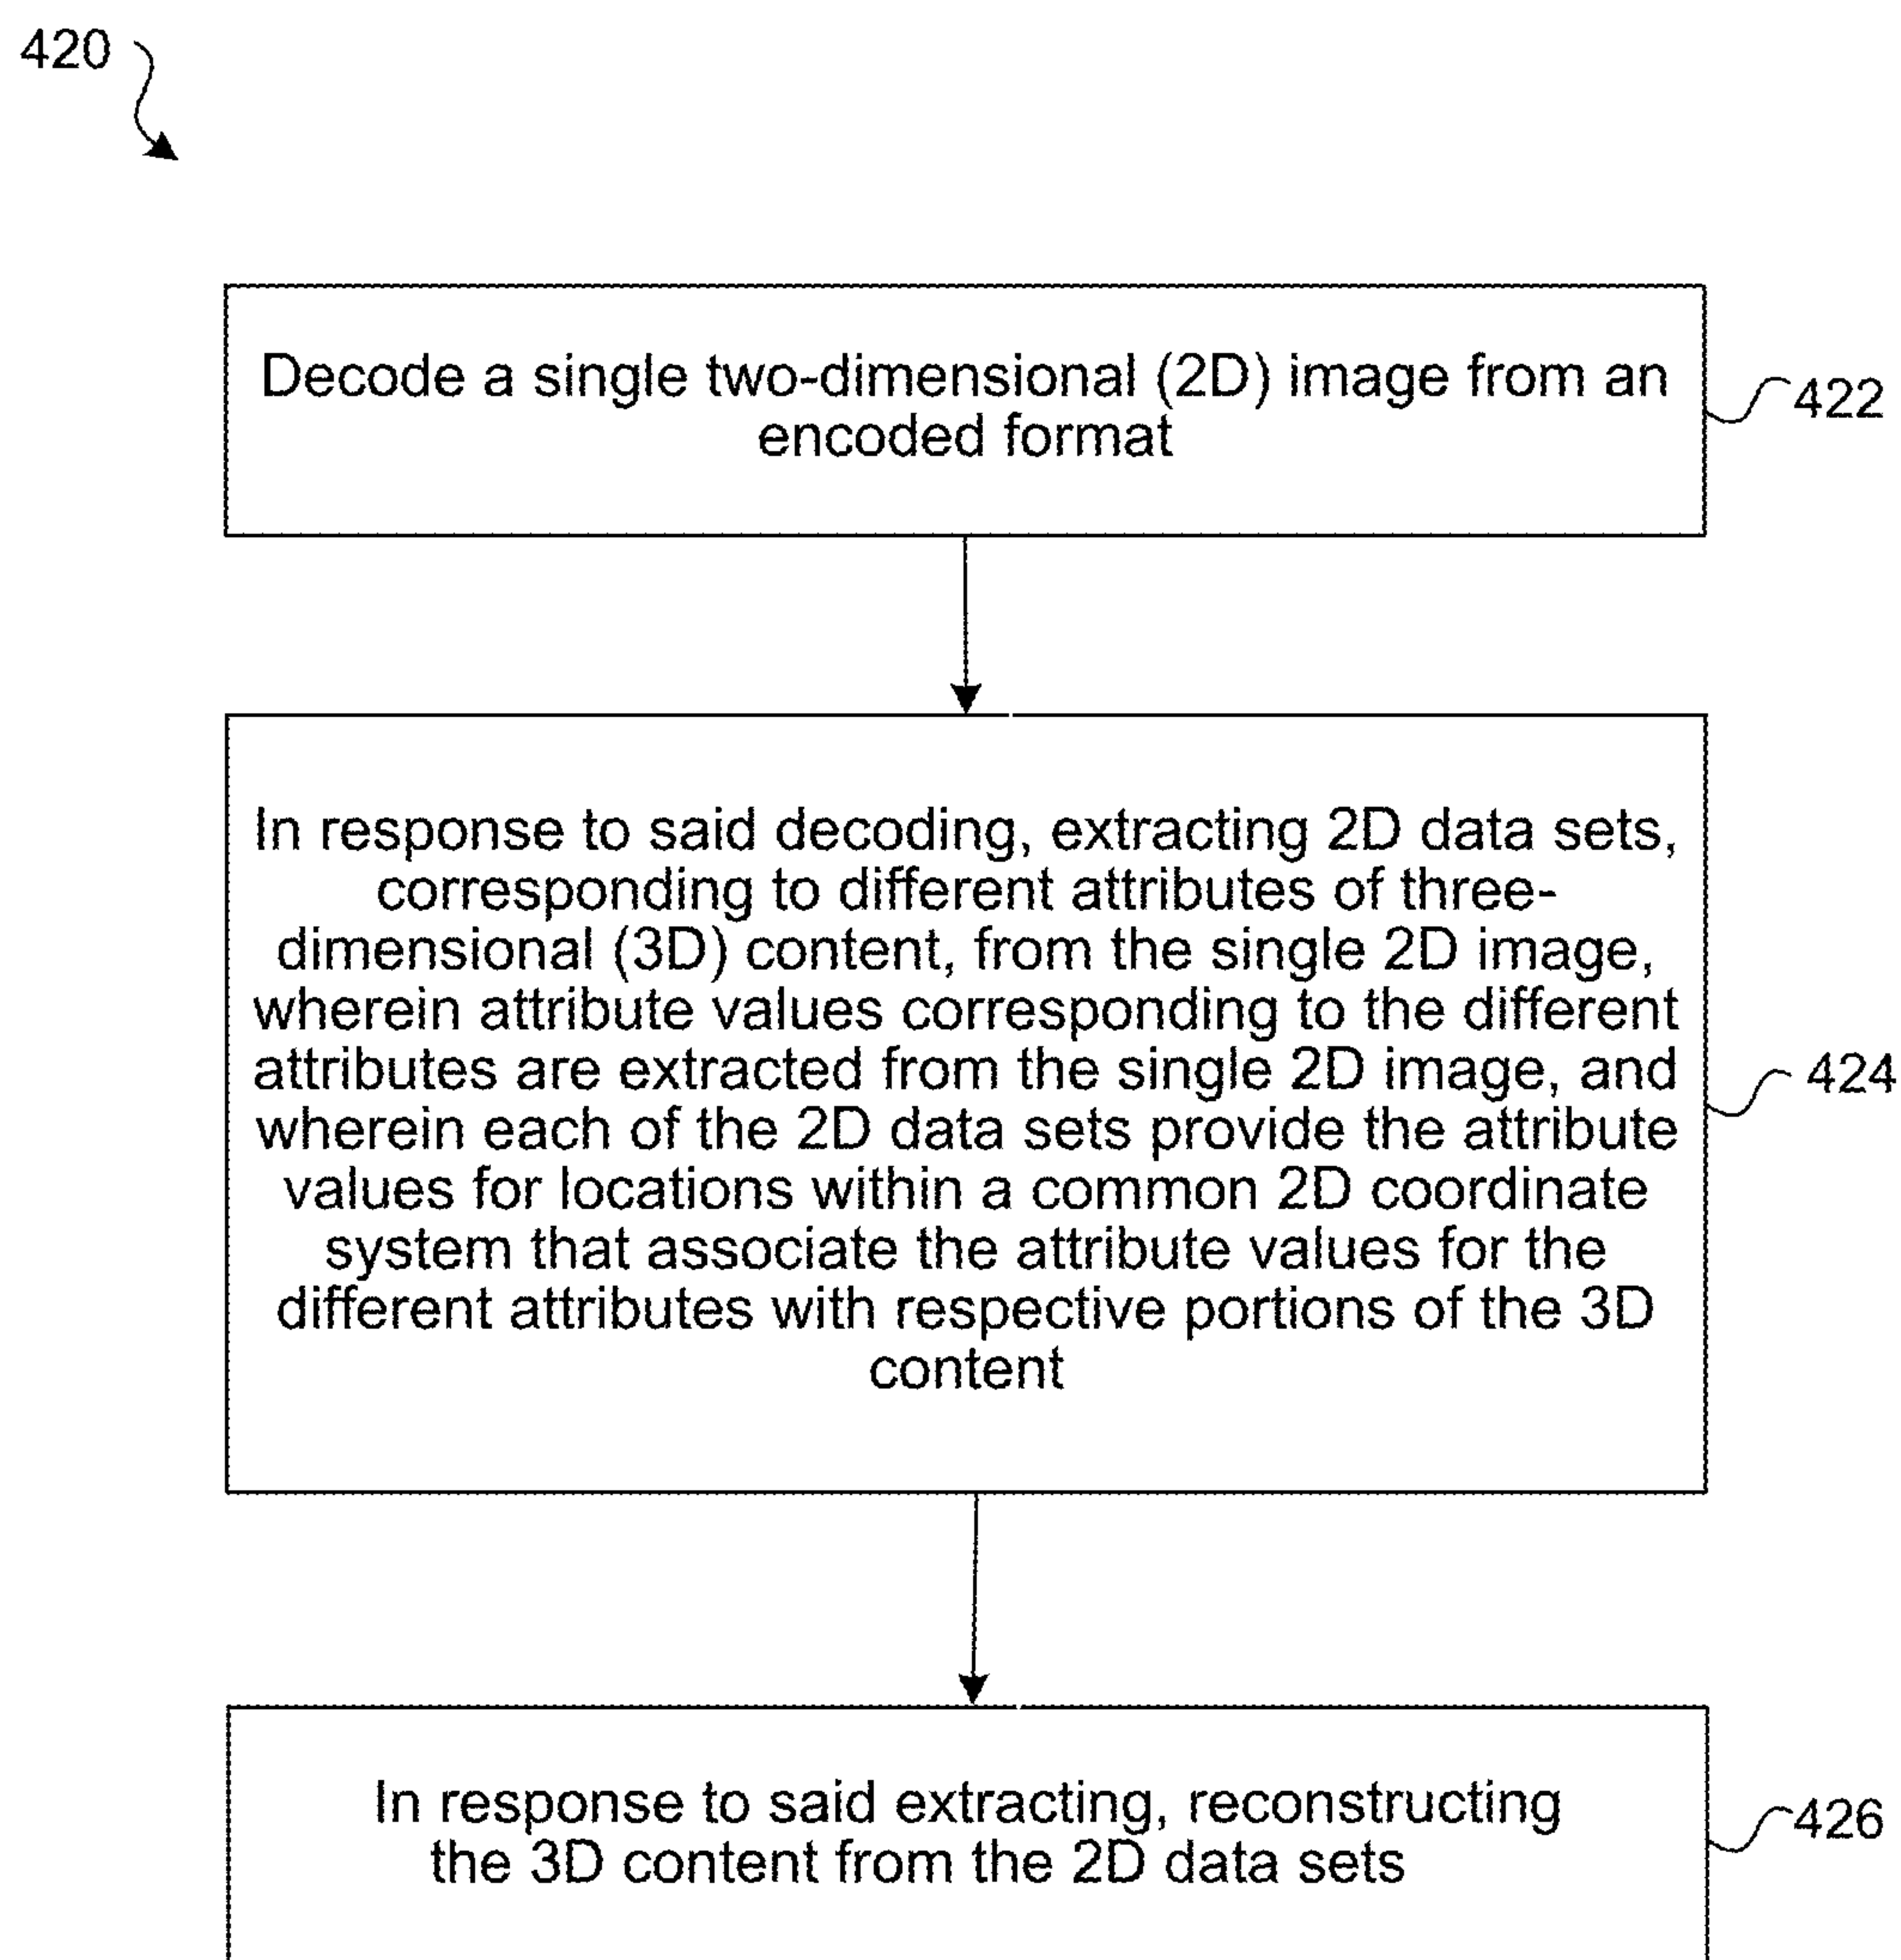 420
Decode a single two-dimensional (2D) image from an
encoded format
422
In response to said decoding, extracting 2D data sets,
corresponding to different attributes of three-
dimensional (3D) content, from the single 2D image,
wherein attribute values corresponding to the different
attributes are extracted from the single 2D image, and
wherein each of the 2D data sets provide the attribute
values for locations within a common 2D coordinate
system that associate the attribute values for the
different attributes with respective portions of the 3D
content
424
In response to said extracting, reconstructing
the 3D content from the 2D data sets
426